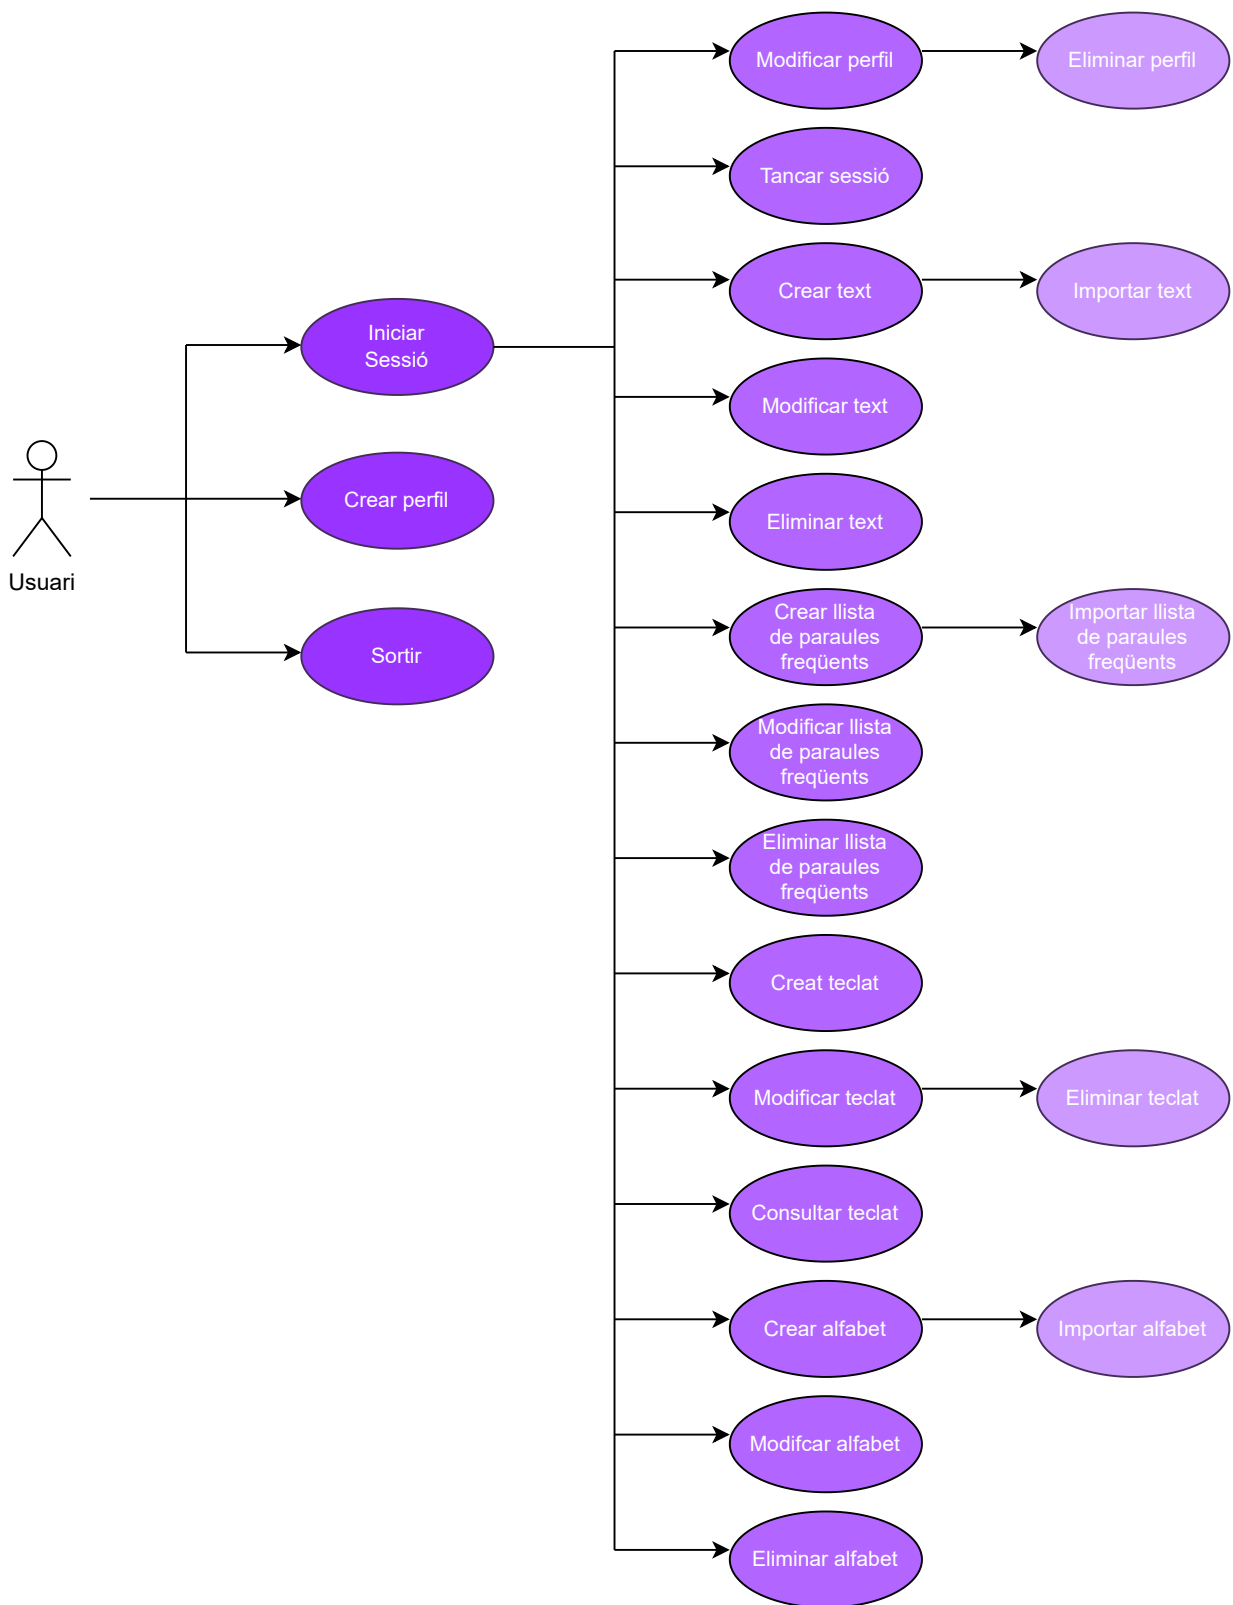 Modificar perfil
Eliminar perfil
Tancar sessió
Crear text
Importar text
Iniciar
Sessió
Modificar text
Crear perfil
Eliminar text
Usuari
Crear llista
de paraules
freqüents
Importar llista
de paraules
freqüents
Sortir
Modificar llista
de paraules
freqüents
Eliminar llista
de paraules
freqüents
Creat teclat
Modificar teclat
Eliminar teclat
Consultar teclat
Crear alfabet
Importar alfabet
Modifcar alfabet
Eliminar alfabet